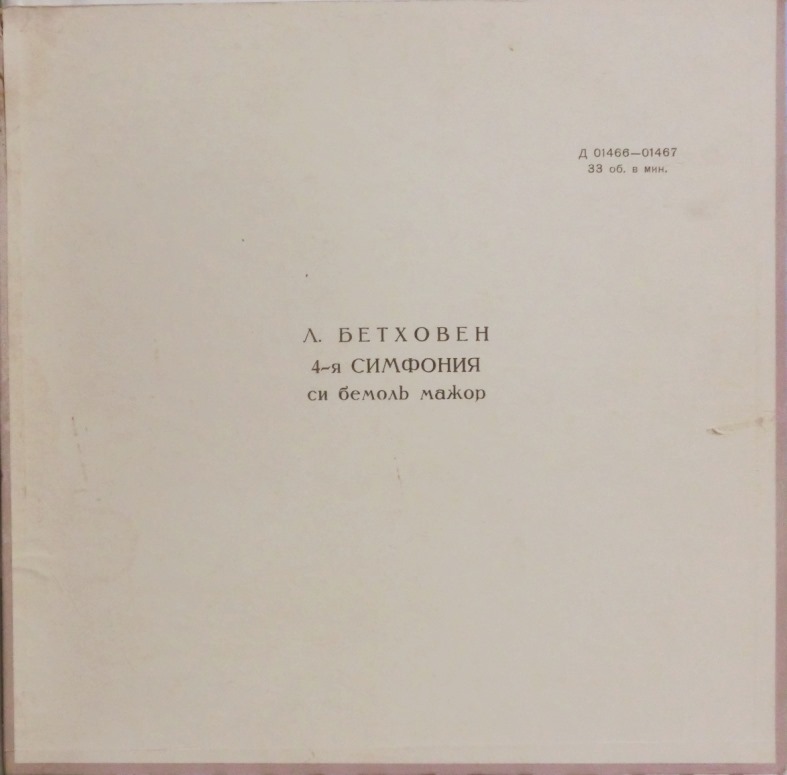 Д 01466—01467
33 об. в мин.
Л. БЕТХОВЕН
4-я СИМФОНИЯ
си бемоль мажор